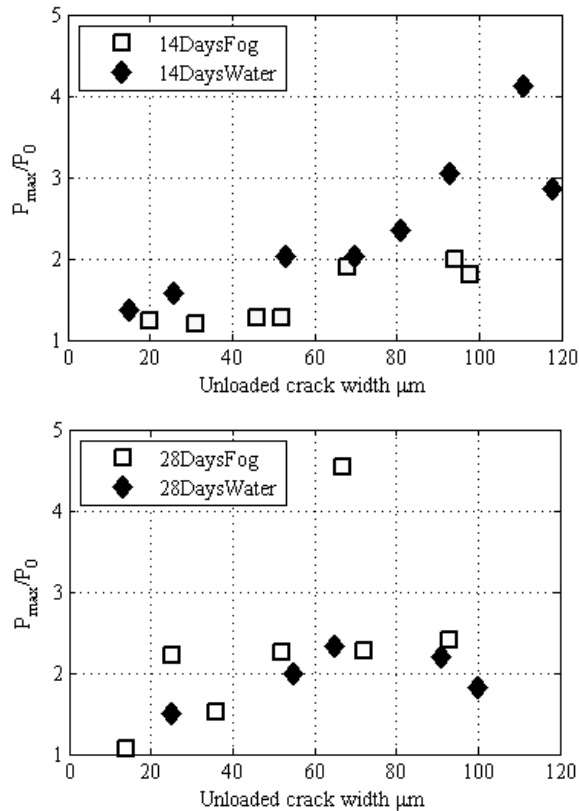 5
4
3
2
1
P_max/P_0
14DaysFog
14DaysWater
0 20 40 60 80 100 120
Unloaded crack width μm
5
4
3
2
1
P_max/P_0
28DaysFog
28DaysWater
0 20 40 60 80 100 120
Unloaded crack width μm